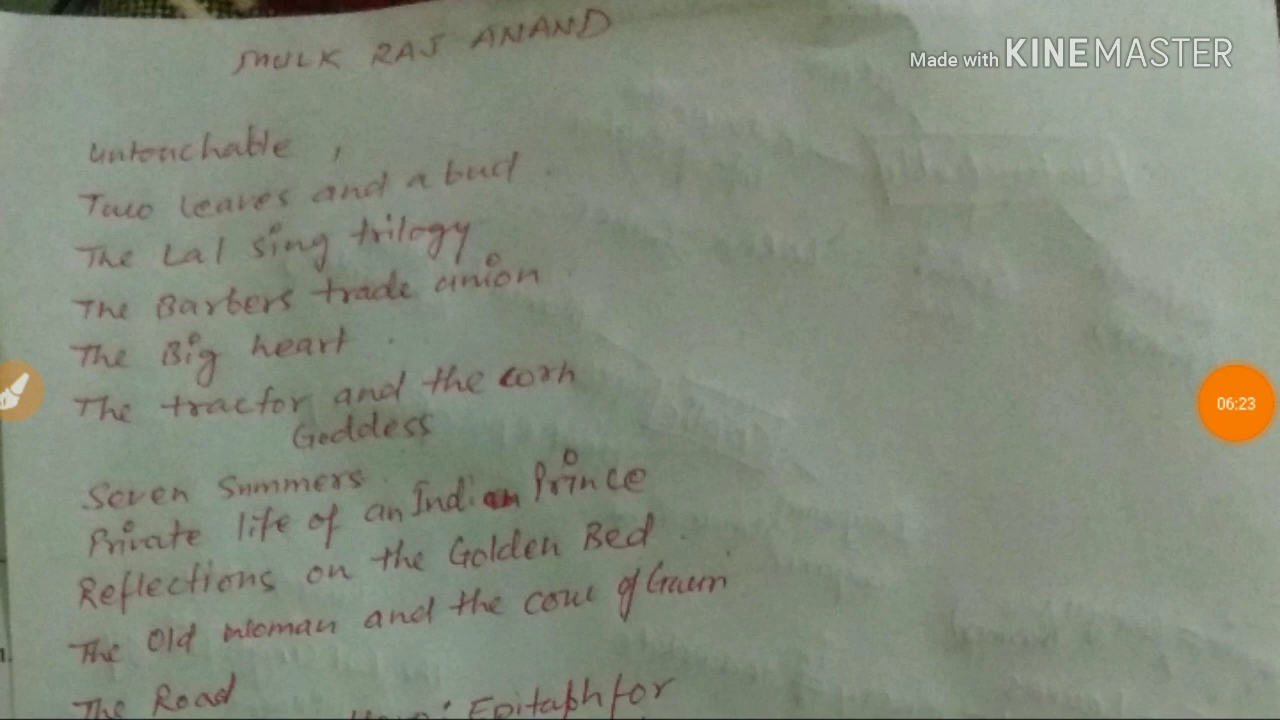 MULK RAJ ANAND
Made with KINEMASTER
Untouchable,
Two leaves and a bud.
The Lal sing trilogy
The Barbers trade union
The Big heart.
The tractor and the corn
Goddess
06:23
Seven Summers.
Private life of an Indian Prince
Reflections on the Golden Bed.
The Old woman and the cow of Gauri
The Road
: Epitaph for